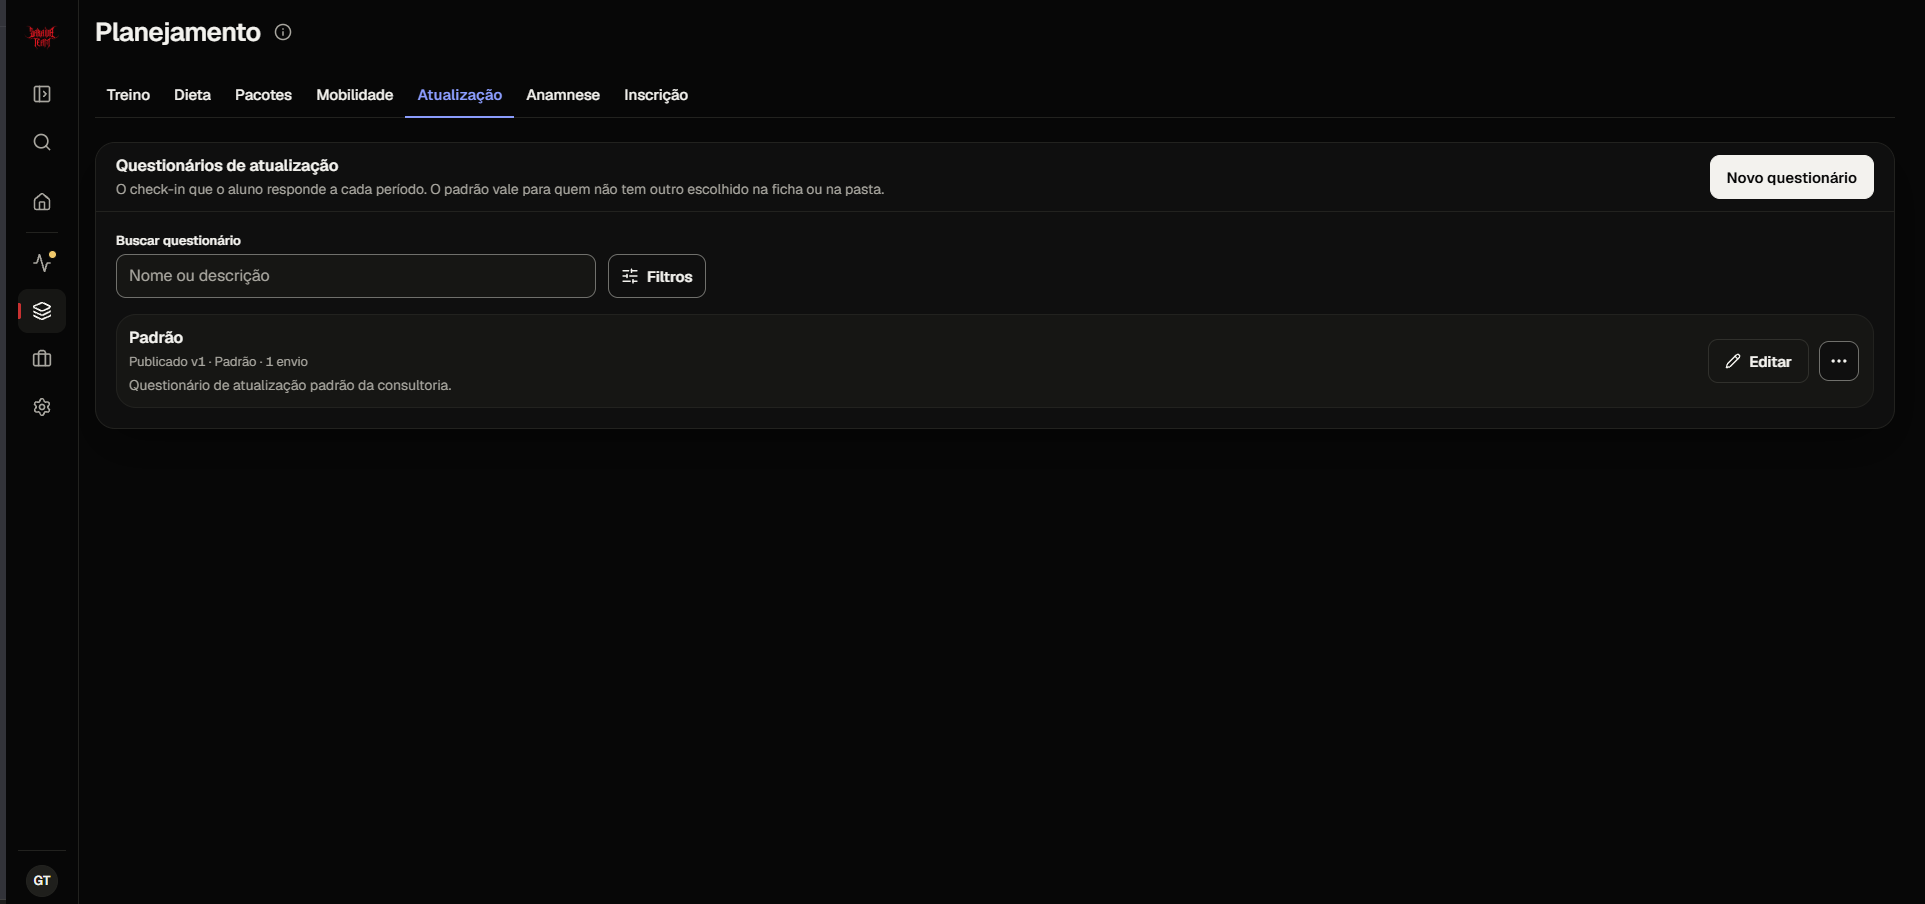 Planejamento
Treino Dieta Pacotes Mobilidade Atualização Anamnese Inscrição
Questionários de atualização
O check-in que o aluno responde a cada período. O padrão vale para quem não tem outro escolhido na ficha ou na pasta.
Novo questionário
Buscar questionário
Nome ou descrição
Filtros
Padrão
Publicado v1 · Padrão · 1 envio
Questionário de atualização padrão da consultoria.
Editar
GT